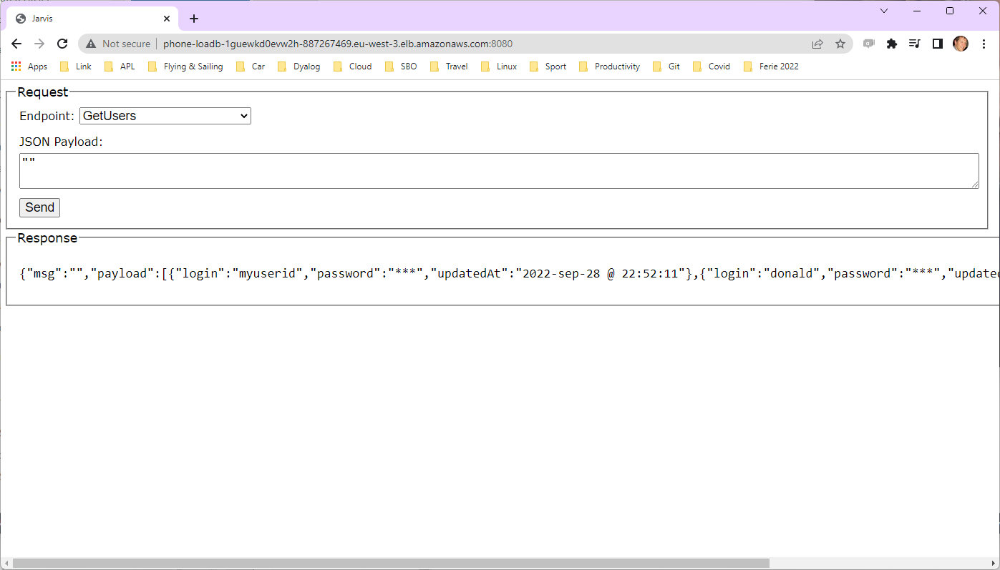 Jarvis
Not secure phone-loadb-1guewkd0evw2h-887267469.eu-west-3.elb.amazonaws.com:8080
Apps Link APL Flying & Sailing Car Dyalog Cloud SBO Travel Linux Sport Productivity Git Covid Ferie 2022
Request
Endpoint: GetUsers
JSON Payload:
""
Send
Response
{"msg":"","payload":[{"login":"myuserid","password":"***","updatedAt":"2022-sep-28 @ 22:52:11"},{"login":"donald","password":"***","updated